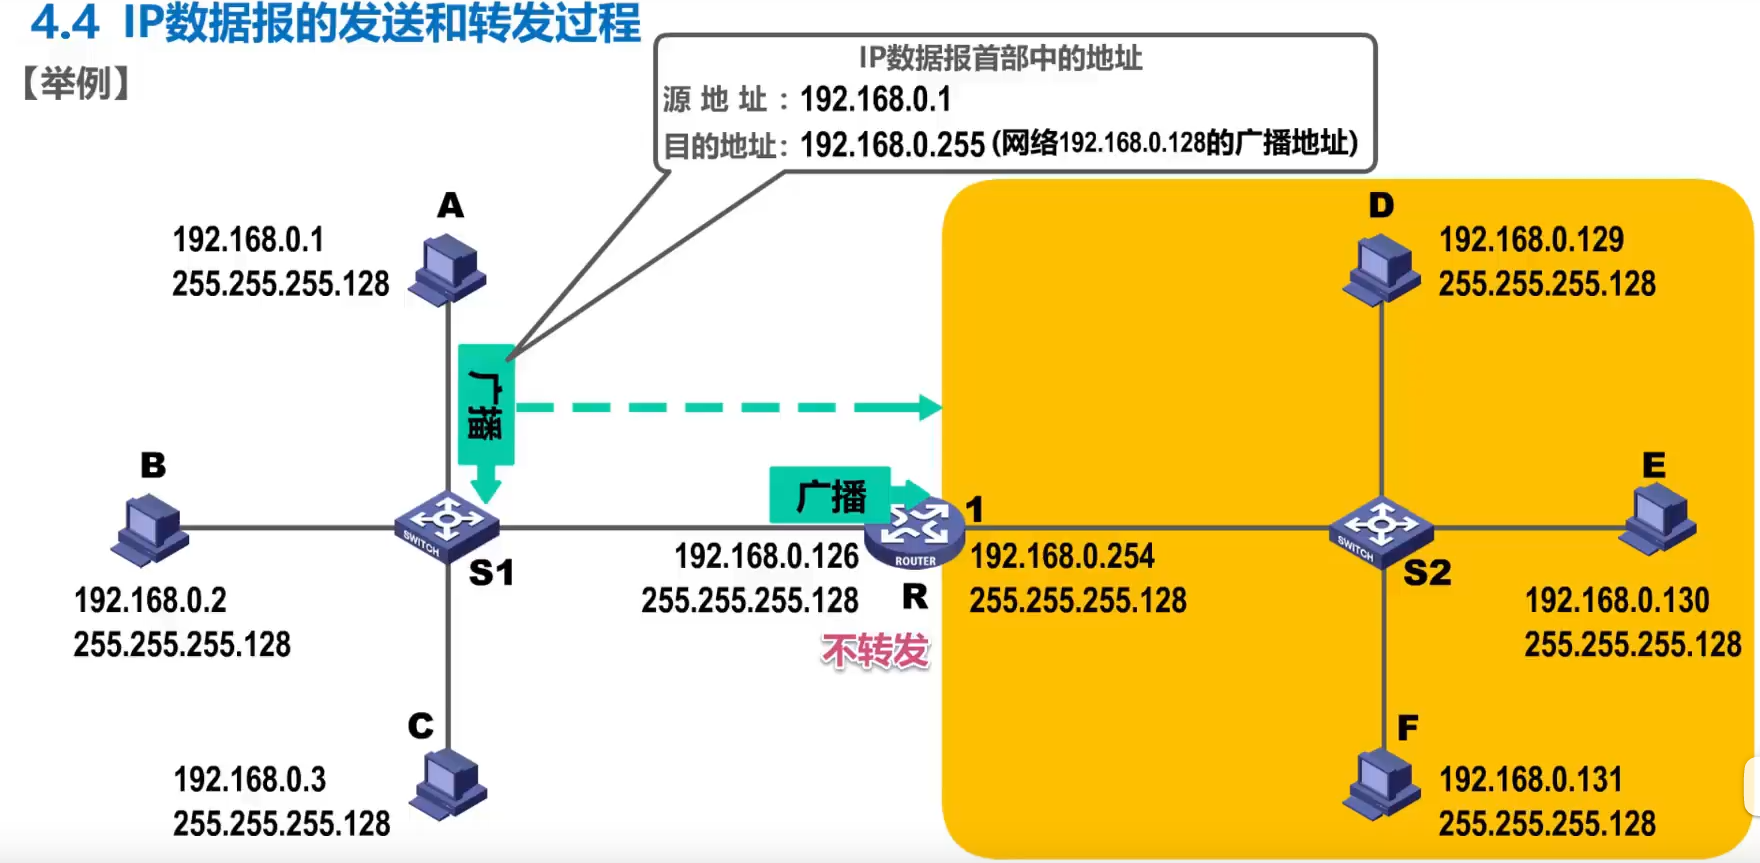 4.4 IP数据报的发送和转发过程
【举例】
IP数据报首部中的地址
源 地 址 ：192.168.0.1
目的地址：192.168.0.255 (网络192.168.0.128的广播地址)
A
192.168.0.1
255.255.255.128
D
192.168.0.129
255.255.255.128
广播
B
192.168.0.2
255.255.255.128
SWITCH
S1
广播
192.168.0.126
255.255.255.128
ROUTER
R
不转发
1
192.168.0.254
255.255.255.128
SWITCH
S2
E
192.168.0.130
255.255.255.128
C
192.168.0.3
255.255.255.128
F
192.168.0.131
255.255.255.128